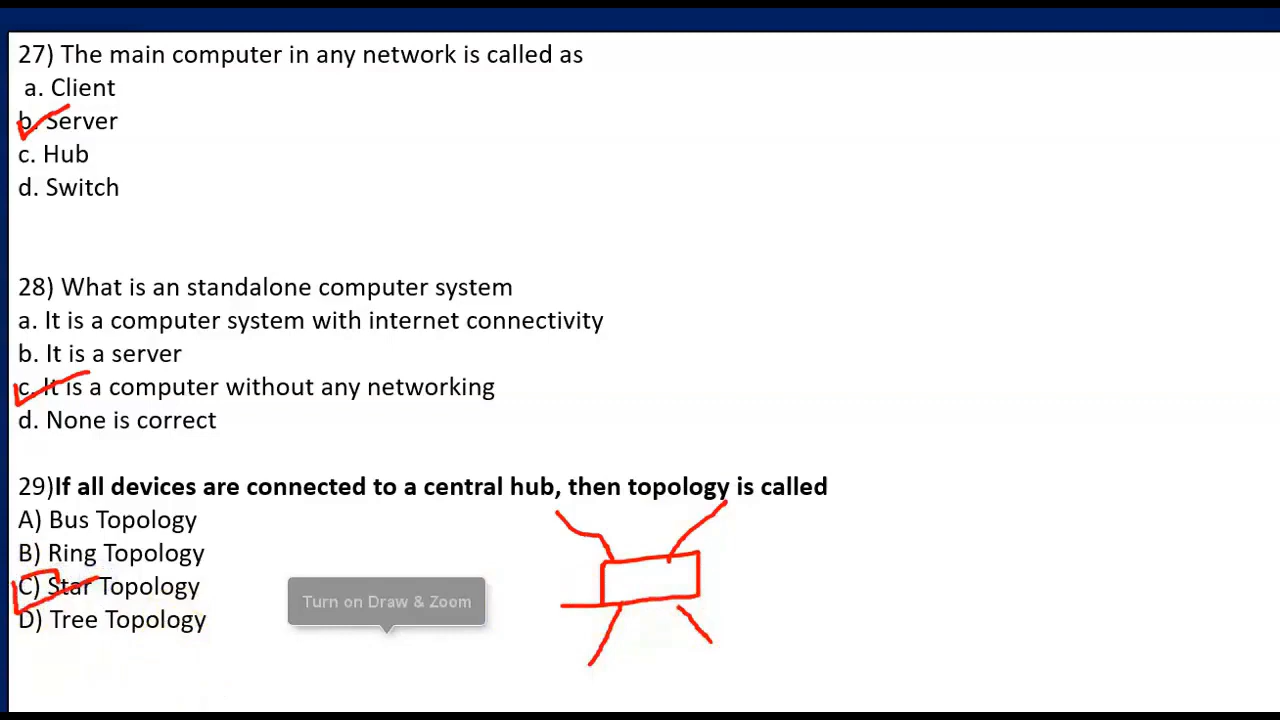 27) The main computer in any network is called as
a. Client
b. Server
c. Hub
d. Switch
28) What is an standalone computer system
a. It is a computer system with internet connectivity
b. It is a server
c. It is a computer without any networking
d. None is correct
29)If all devices are connected to a central hub, then topology is called
A) Bus Topology
B) Ring Topology
C) Star Topology
D) Tree Topology
Turn on Draw & Zoom